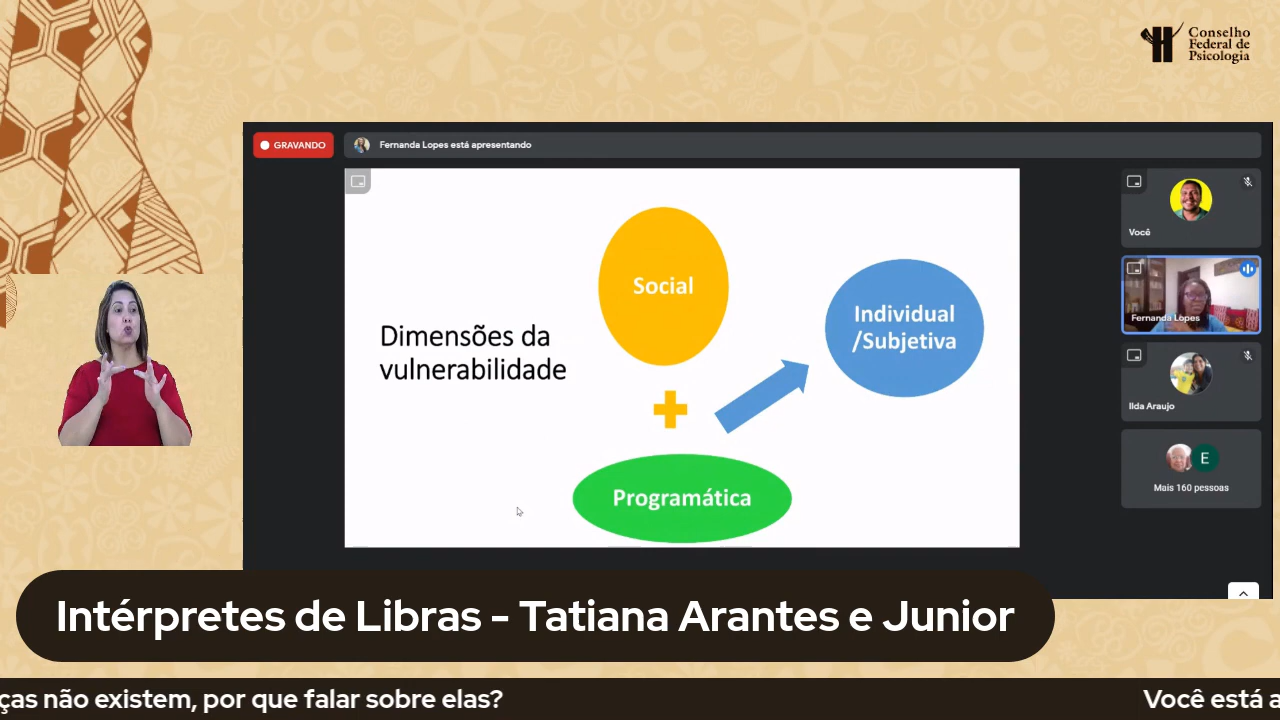 Conselho
Federal de
Psicologia
GRAVANDO
Fernanda Lopes está apresentando
Social
Dimensões da
vulnerabilidade
Individual
/Subjetiva
Programática
Você
Fernanda Lopes
Ilda Araujo
E
Mais 160 pessoas
Intérpretes de Libras - Tatiana Arantes e Junior
ças não existem, por que falar sobre elas?
Você está a